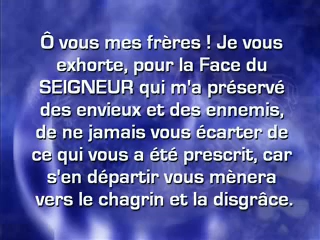 Ô vous mes frères ! Je vous
exhorte, pour la Face du
SEIGNEUR qui m'a préservé
des envieux et des ennemis,
de ne jamais vous écarter de
ce qui vous a été prescrit, car
s'en départir vous mènera
vers le chagrin et la disgrâce.